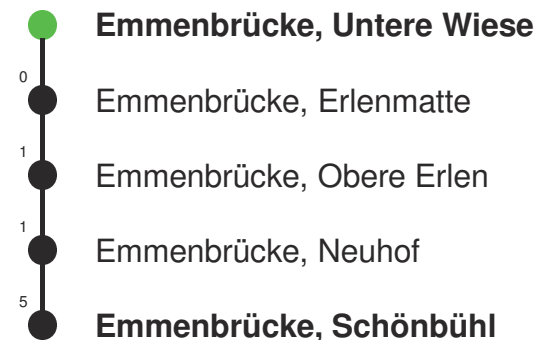 Emmenbrücke, Untere Wiese
0
Emmenbrücke, Erlenmatte
1
Emmenbrücke, Obere Erlen
1
Emmenbrücke, Neuhof
5
Emmenbrücke, Schönbühl